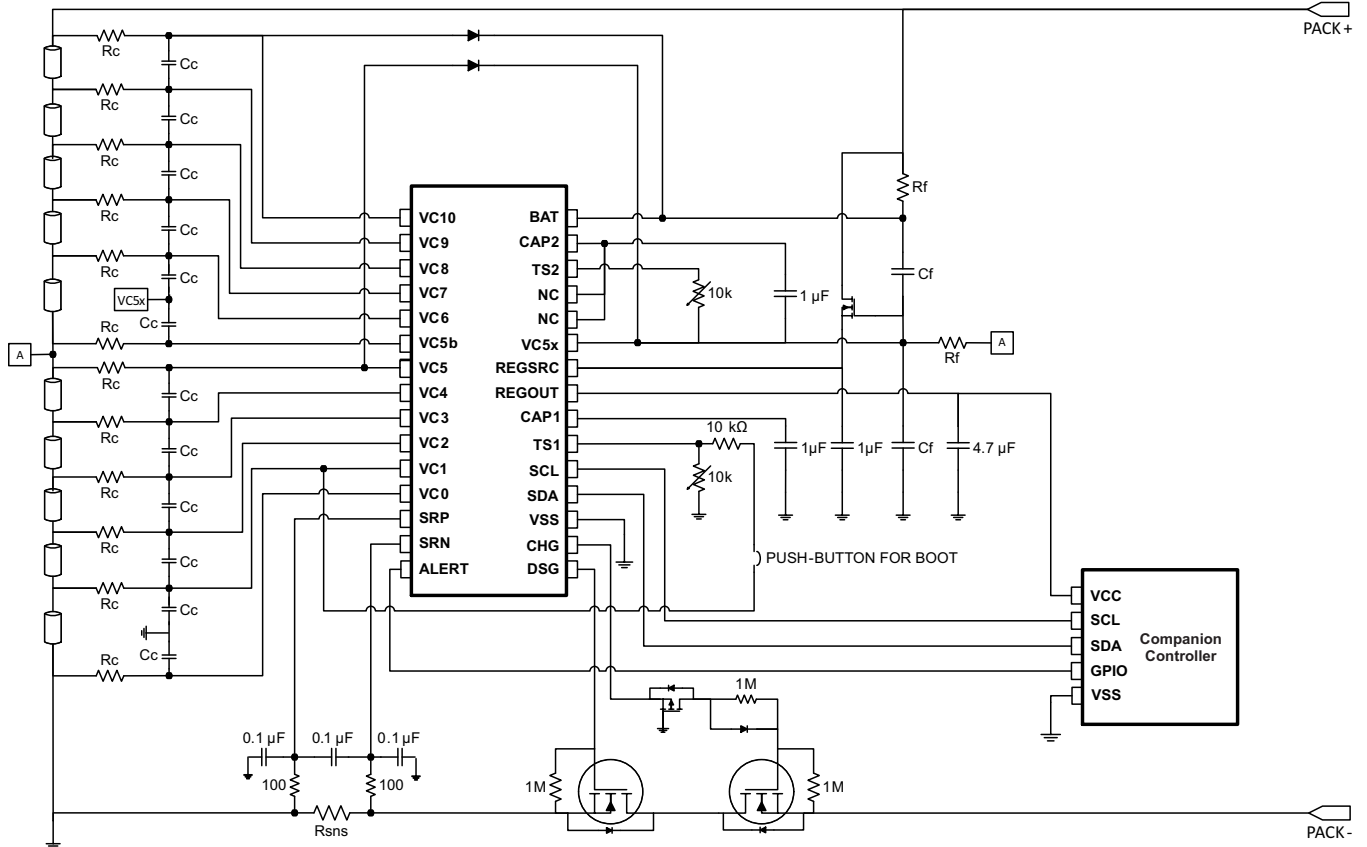 PACK+
Rc
Cc
Rc
Cc
Rc
Cc
Rc
Cc
Rc
Cc
VC5x
Cc
Rc
A
Rc
Cc
Rc
Cc
Rc
Cc
Rc
Cc
Rc
Cc
Cc
Rc
VC10
VC9
VC8
VC7
VC6
VC5b
VC5
VC4
VC3
VC2
VC1
VC0
SRP
SRN
ALERT
BAT
CAP2
TS2
NC
NC
VC5x
REGSRC
REGOUT
CAP1
TS1
SCL
SDA
VSS
CHG
DSG
10k
1 µF
Rf
Cf
Rf
A
10 kΩ
10k
1µF
1µF
Cf
4.7 µF
PUSH-BUTTON FOR BOOT
VCC
SCL
SDA
GPIO
VSS
Companion
Controller
0.1 µF
0.1 µF
0.1 µF
100
100
Rsns
1M
1M
1M
PACK-